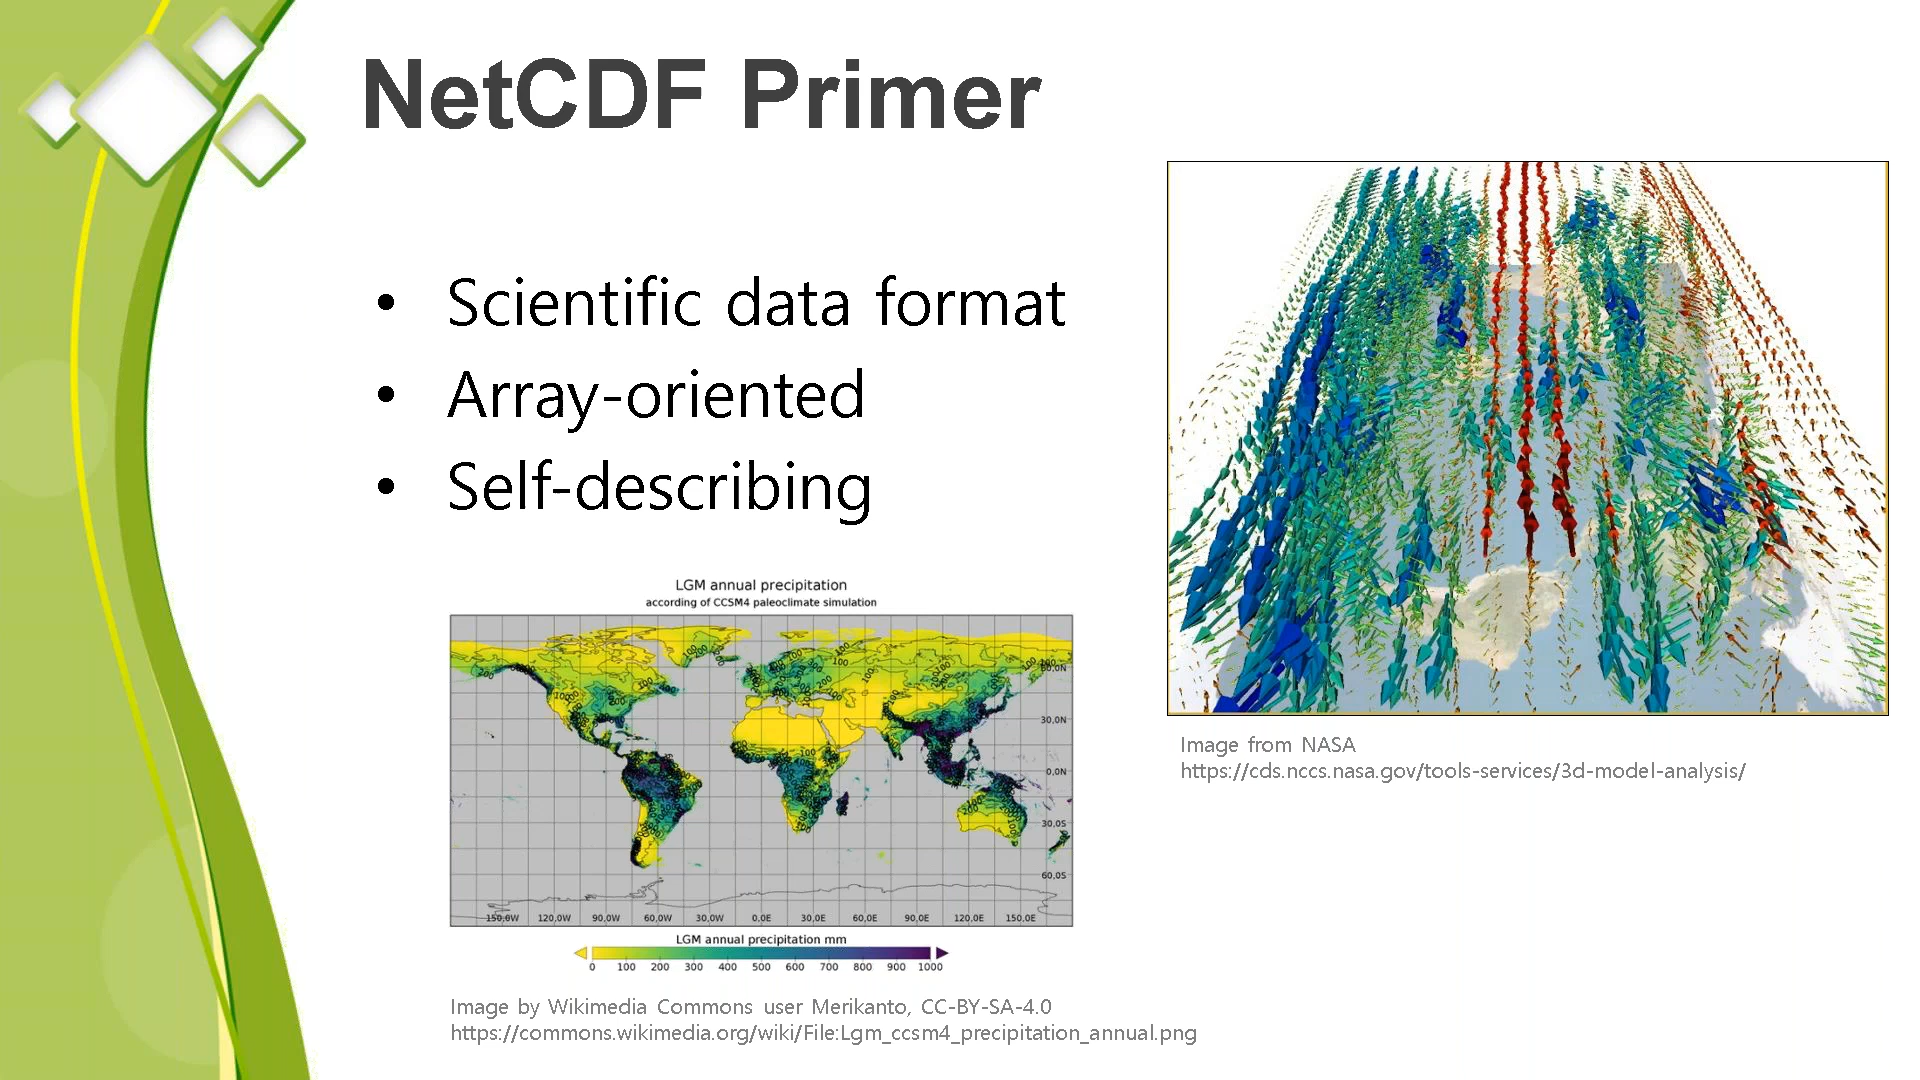 NetCDF Primer
• Scientific data format
• Array-oriented
• Self-describing
LGM annual precipitation
according of CCSM4 paleoclimate simulation
60,0N
30,0N
0,0N
30,0S
60,0S
150,0W 120,0W 90,0W 60,0W 30,0W 0,0E 30,0E 60,0E 90,0E 120,0E 150,0E
LGM annual precipitation mm
0 100 200 300 400 500 600 700 800 900 1000
Image by Wikimedia Commons user Merikanto, CC-BY-SA-4.0
https://commons.wikimedia.org/wiki/File:Lgm_ccsm4_precipitation_annual.png
Image from NASA
https://cds.nccs.nasa.gov/tools-services/3d-model-analysis/